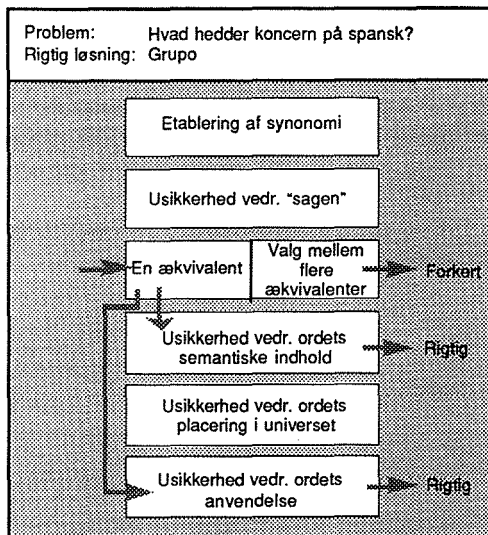 Problem: Hvad hedder koncern på spansk?
Rigtig løsning: Grupo
Etablering af synonomi
Usikkerhed vedr. "sagen"
En ækvivalent
Valg mellem
flere
ækvivalenter
Forkert
Usikkerhed vedr. ordets
semantiske indhold
Rigtig
Usikkerhed vedr. ordets
placering i universet
Usikkerhed vedr. ordets
anvendelse
Rigtig